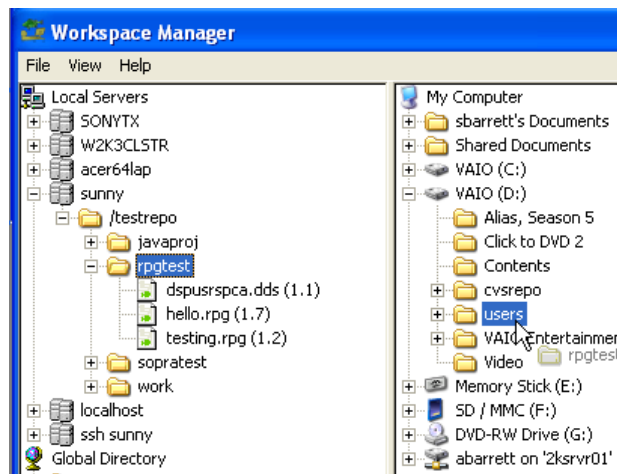 Workspace Manager
File View Help
Local Servers
SONYTX
W2K3CLSTR
acer64lap
sunny
/testrepo
javaproj
rpgtest
dspusrspca.dds (1.1)
hello.rpg (1.7)
testing.rpg (1.2)
sopratest
work
localhost
ssh sunny
Global Directory
My Computer
sbarrett's Documents
Shared Documents
VAIO (C:)
VAIO (D:)
Alias, Season 5
Click to DVD 2
Contents
cvsrepo
users
VAIO Entertainmen
rpgtest
Video
Memory Stick (E:)
SD / MMC (F:)
DVD-RW Drive (G:)
abarrett on '2ksrvr01'